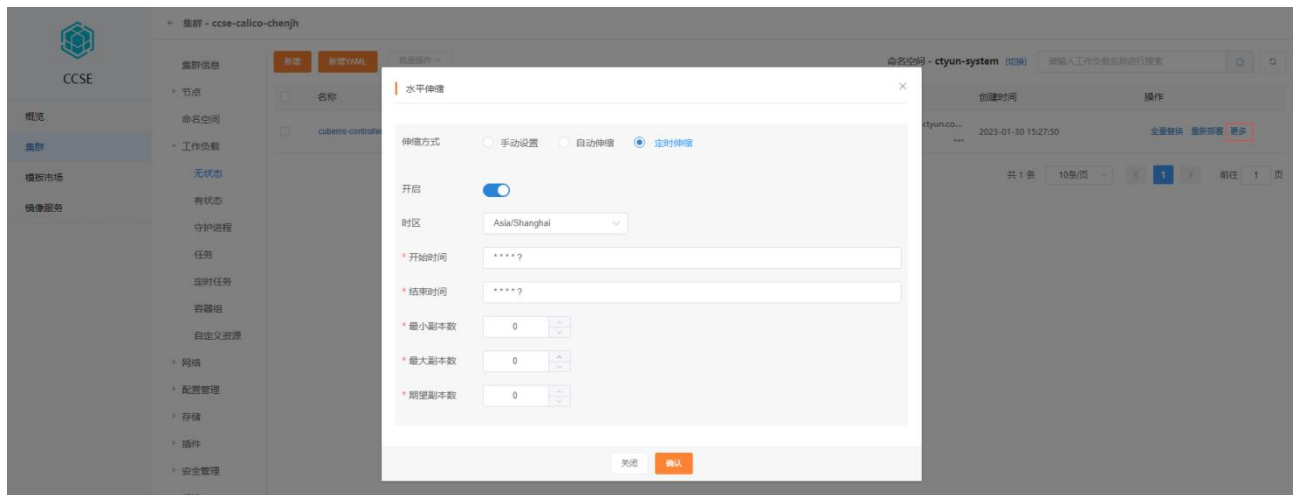 CCSE
概览
集群
模板市场
镜像服务
← 集群 - ccse-calico-chenjh
集群信息
节点
命名空间
工作负载
无状态
有状态
守护进程
任务
定时任务
容器组
自定义资源
网络
配置管理
存储
插件
安全管理
新增 新增YAML 批量操作
命名空间 - ctyun-system [切换] 请输入工作负载名称进行搜索
名称 创建时间 操作
cubems-controlle
ctyun.co... 2023-01-30 15:27:50 全量替换 重新部署 更多
•••
共 1 条 10条/页 1 前往 1 页
水平伸缩
伸缩方式 手动设置 自动伸缩 定时伸缩
开启
时区 Asia/Shanghai
* 开始时间 * * * * ?
* 结束时间 * * * * ?
* 最小副本数 0
* 最大副本数 0
* 期望副本数 0
关闭 确认